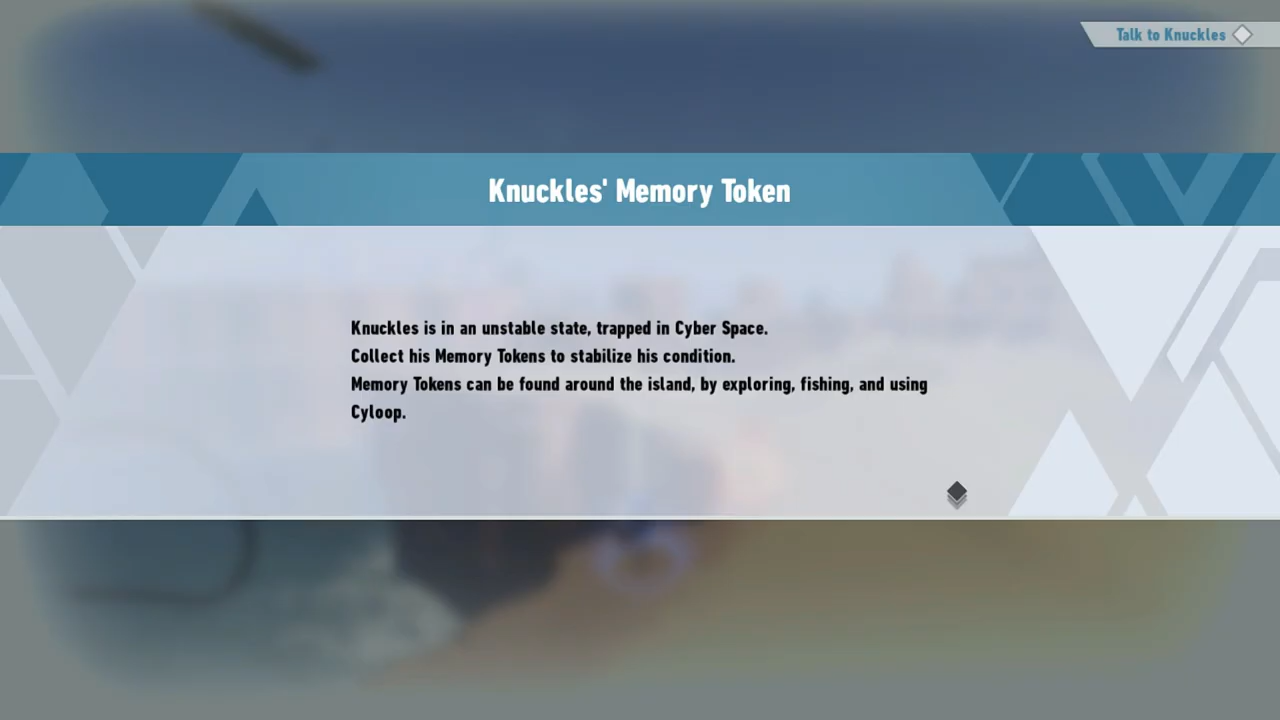 Talk to Knuckles
Knuckles' Memory Token
Knuckles is in an unstable state, trapped in Cyber Space.
Collect his Memory Tokens to stabilize his condition.
Memory Tokens can be found around the island, by exploring, fishing, and using
Cyloop.